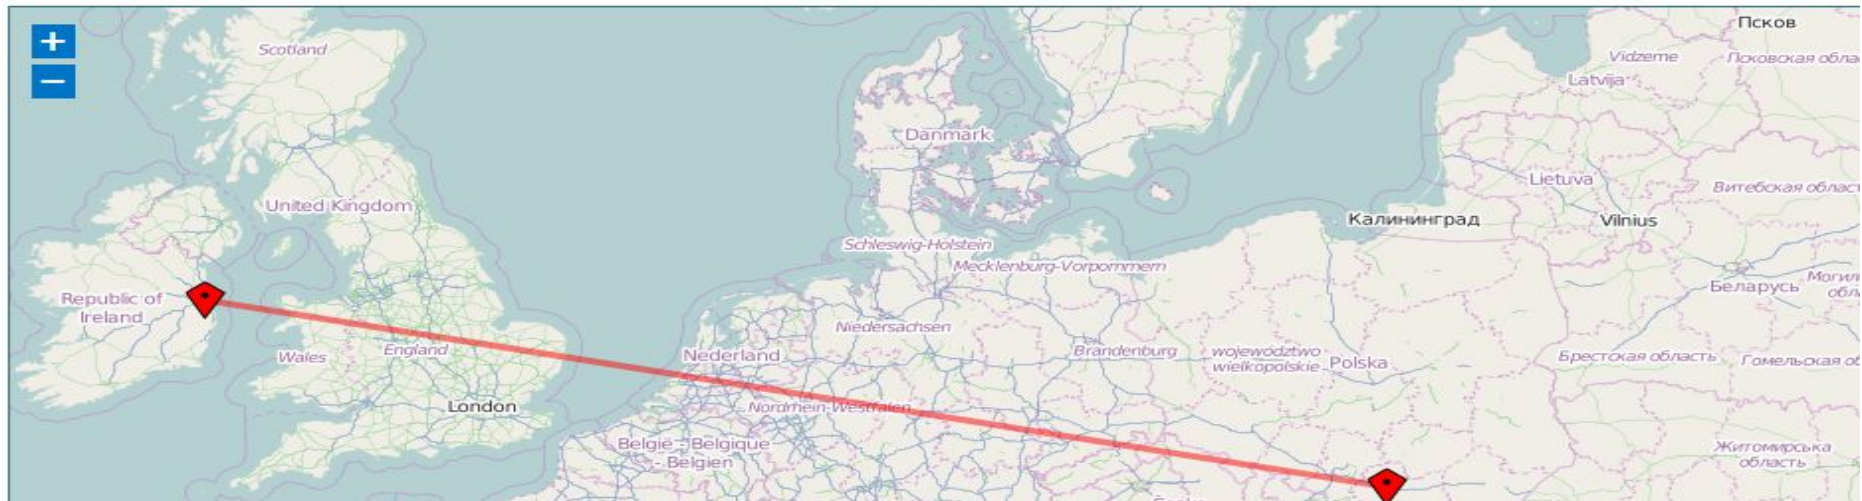 +
−
Scotland
Псков
Vidzeme
Псковская обла
Latvija
Danmark
Lietuva
Витебская област
United Kingdom
Калининград
Vilnius
Schleswig-Holstein
Mecklenburg-Vorpommern
Могил
обл
Беларусь
Republic of
Ireland
Niedersachsen
Wales
England
Nederland
Brandenburg
województwo
wielkopolskie
Polska
Брестская область
Гомельская об
London
Nordrhein-Westfalen
België - Belgique
- Belgien
Житомирська
область